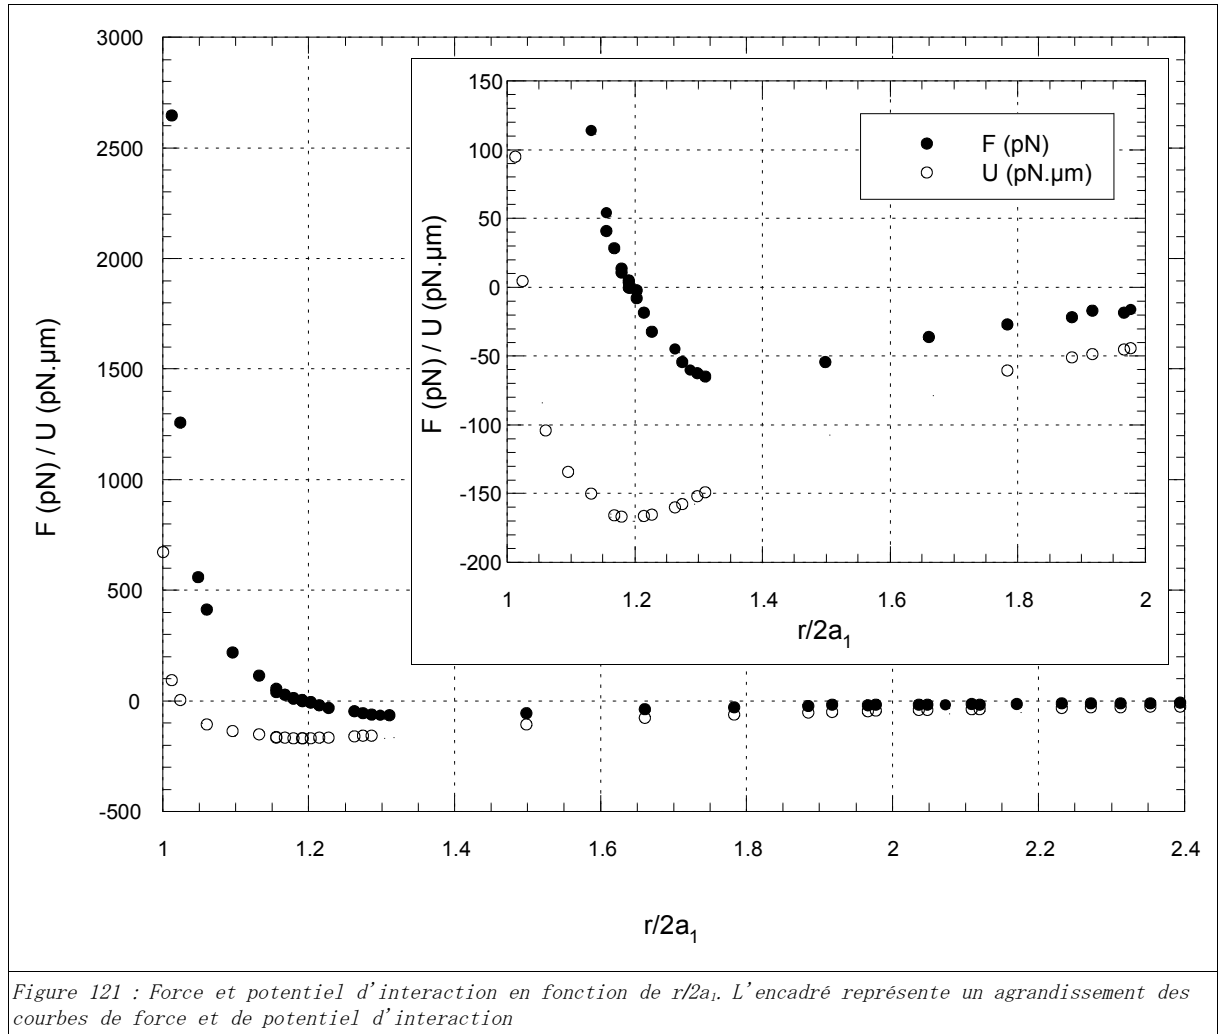 3000
2500
2000
1500
1000
500
0
-500
F (pN) / U (pN.µm)
1 1.2 1.4 1.6 1.8 2 2.2 2.4
r/2a₁
150
100
50
0
-50
-100
-150
-200
F (pN) / U (pN.µm)
1 1.2 1.4 1.6 1.8 2
r/2a₁
F (pN)
U (pN.µm)
Figure 121 : Force et potentiel d'interaction en fonction de r/2a₁. L'encadré représente un agrandissement des
courbes de force et de potentiel d'interaction